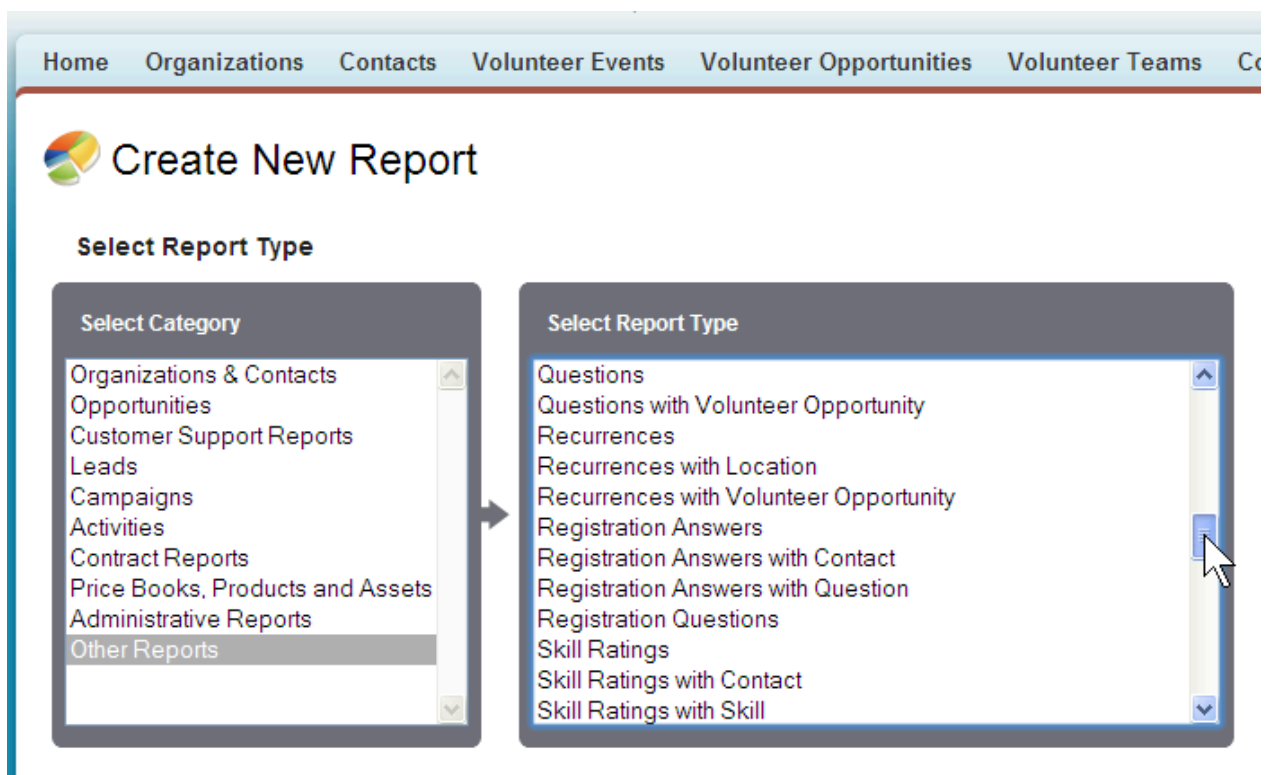 Home Organizations Contacts Volunteer Events Volunteer Opportunities Volunteer Teams
Create New Report
Select Report Type
Select Category
Organizations & Contacts
Opportunities
Customer Support Reports
Leads
Campaigns
Activities
Contract Reports
Price Books, Products and Assets
Administrative Reports
Other Reports
Select Report Type
Questions
Questions with Volunteer Opportunity
Recurrences
Recurrences with Location
Recurrences with Volunteer Opportunity
Registration Answers
Registration Answers with Contact
Registration Answers with Question
Registration Questions
Skill Ratings
Skill Ratings with Contact
Skill Ratings with Skill